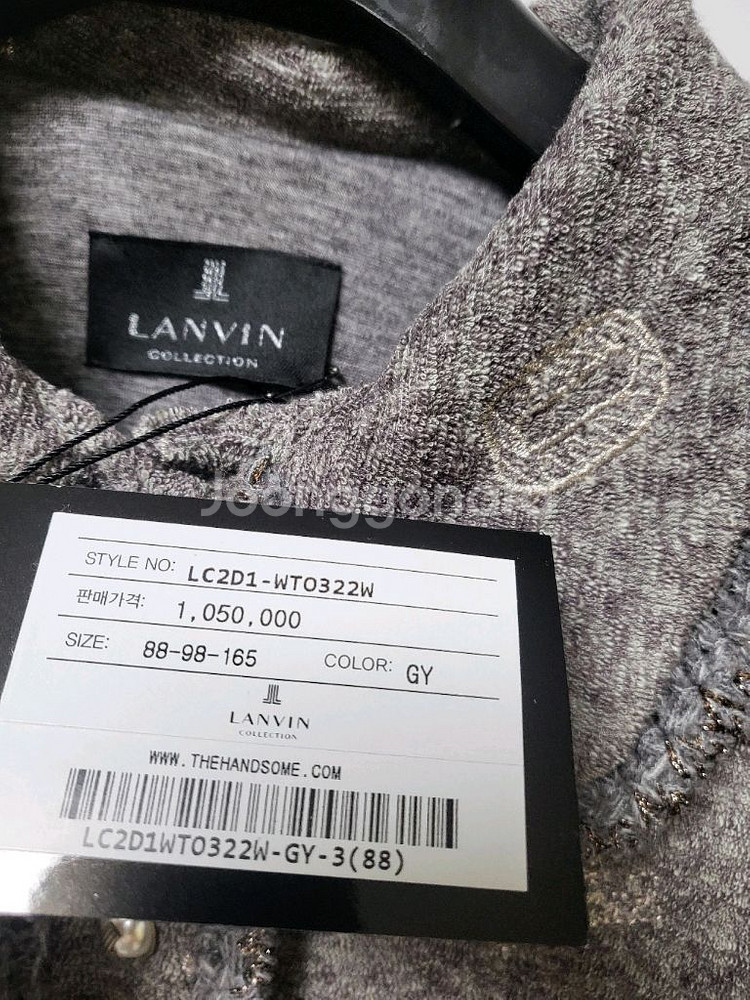 LANVIN
COLLECTION
Joonggonara
STYLE NO: LC2D1-WTO322W
판매가격: 1,050,000
SIZE: 88-98-165 COLOR: GY
LANVIN
COLLECTION
WWW.THEHANDSOME.COM
LC2D1WTO322W-GY-3(88)